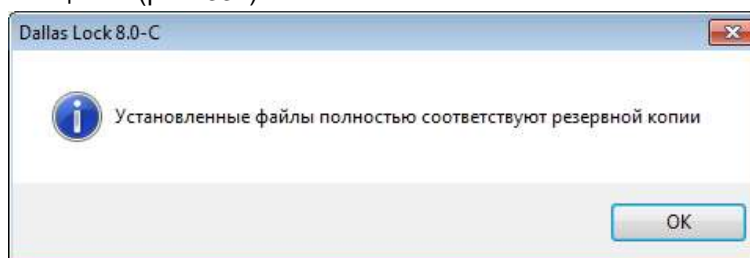 Dallas Lock 8.0-C
Установленные файлы полностью соответствуют резервной копии
OK